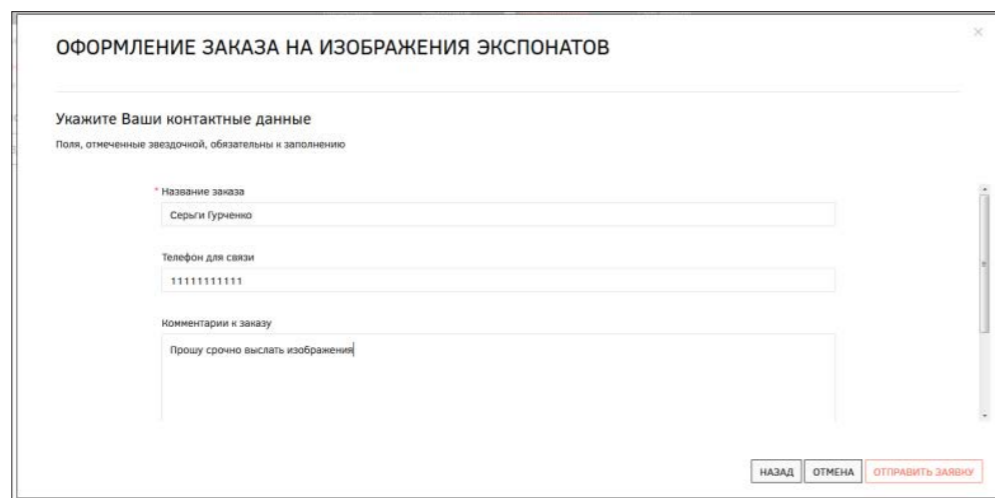 ОФОРМЛЕНИЕ ЗАКАЗА НА ИЗОБРАЖЕНИЯ ЭКСПОНАТОВ
Укажите Ваши контактные данные
Поля, отмеченные звездочкой, обязательны к заполнению
* Название заказа
Серьги Гурченко
Телефон для связи
11111111111
Комментарии к заказу
Прошу срочно выслать изображения
НАЗАД ОТМЕНА ОТПРАВИТЬ ЗАЯВКУ